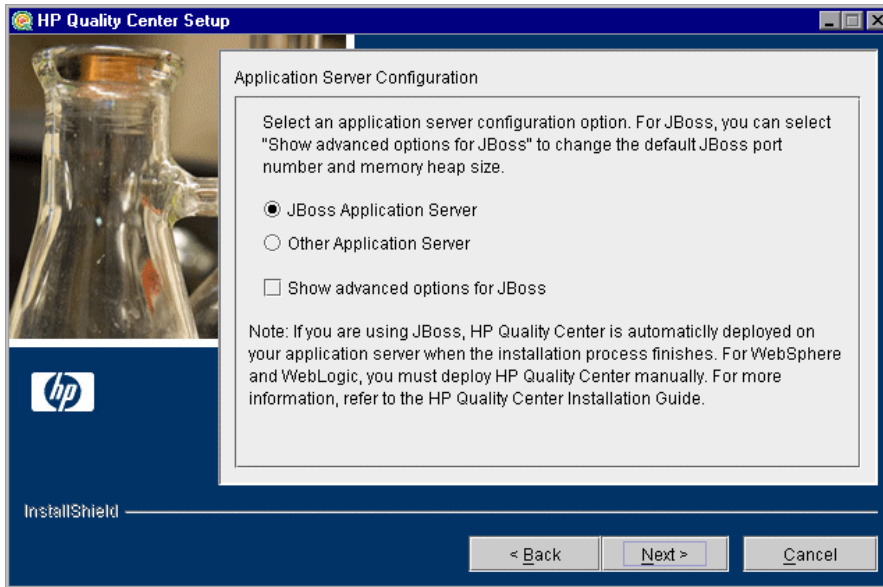 HP Quality Center Setup
Application Server Configuration
Select an application server configuration option. For JBoss, you can select
"Show advanced options for JBoss" to change the default JBoss port
number and memory heap size.
JBoss Application Server
Other Application Server
Show advanced options for JBoss
Note: If you are using JBoss, HP Quality Center is automaticlly deployed on
your application server when the installation process finishes. For WebSphere
and WebLogic, you must deploy HP Quality Center manually. For more
information, refer to the HP Quality Center Installation Guide.
hp
InstallShield
< Back
Next >
Cancel